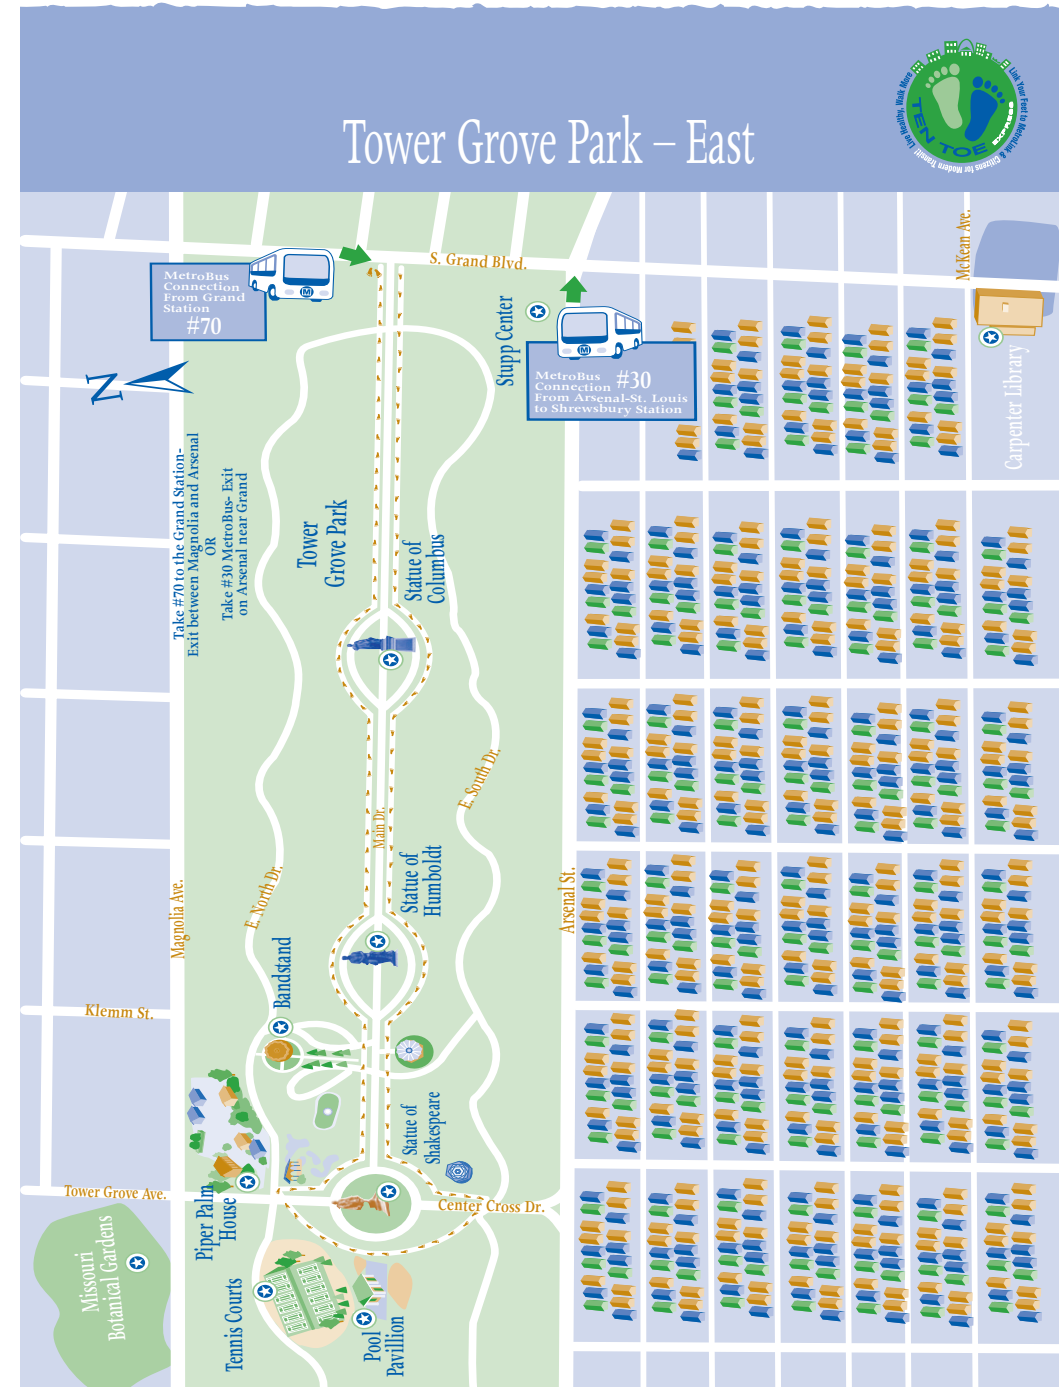 Tower Grove Park – East
Live Healthy, Walk More
Link Your Feet to MetroLink & Citizens for Modern Transit!
TEN TOE
EXPRESS
McKean Ave.
S. Grand Blvd.
MetroBus
Connection
From Grand
Station
#70
M
Stupp Center
M
MetroBus
Connection #30
From Arsenal-St. Louis
to Shrewsbury Station
Carpenter Library
N
Take #70 to the Grand Station-
Exit between Magnolia and Arsenal
OR
Take #30 MetroBus- Exit
on Arsenal near Grand
Tower
Grove Park
Statue of
Columbus
E. South Dr.
Main Dr.
Statue of
Humboldt
Arsenal St.
E. North Dr.
Magnolia Ave.
Bandstand
Klemm St.
Statue of
Shakespeare
Tower Grove Ave.
Piper Palm
House
Center Cross Dr.
Missouri
Botanical Gardens
Tennis Courts
Pool
Pavillion